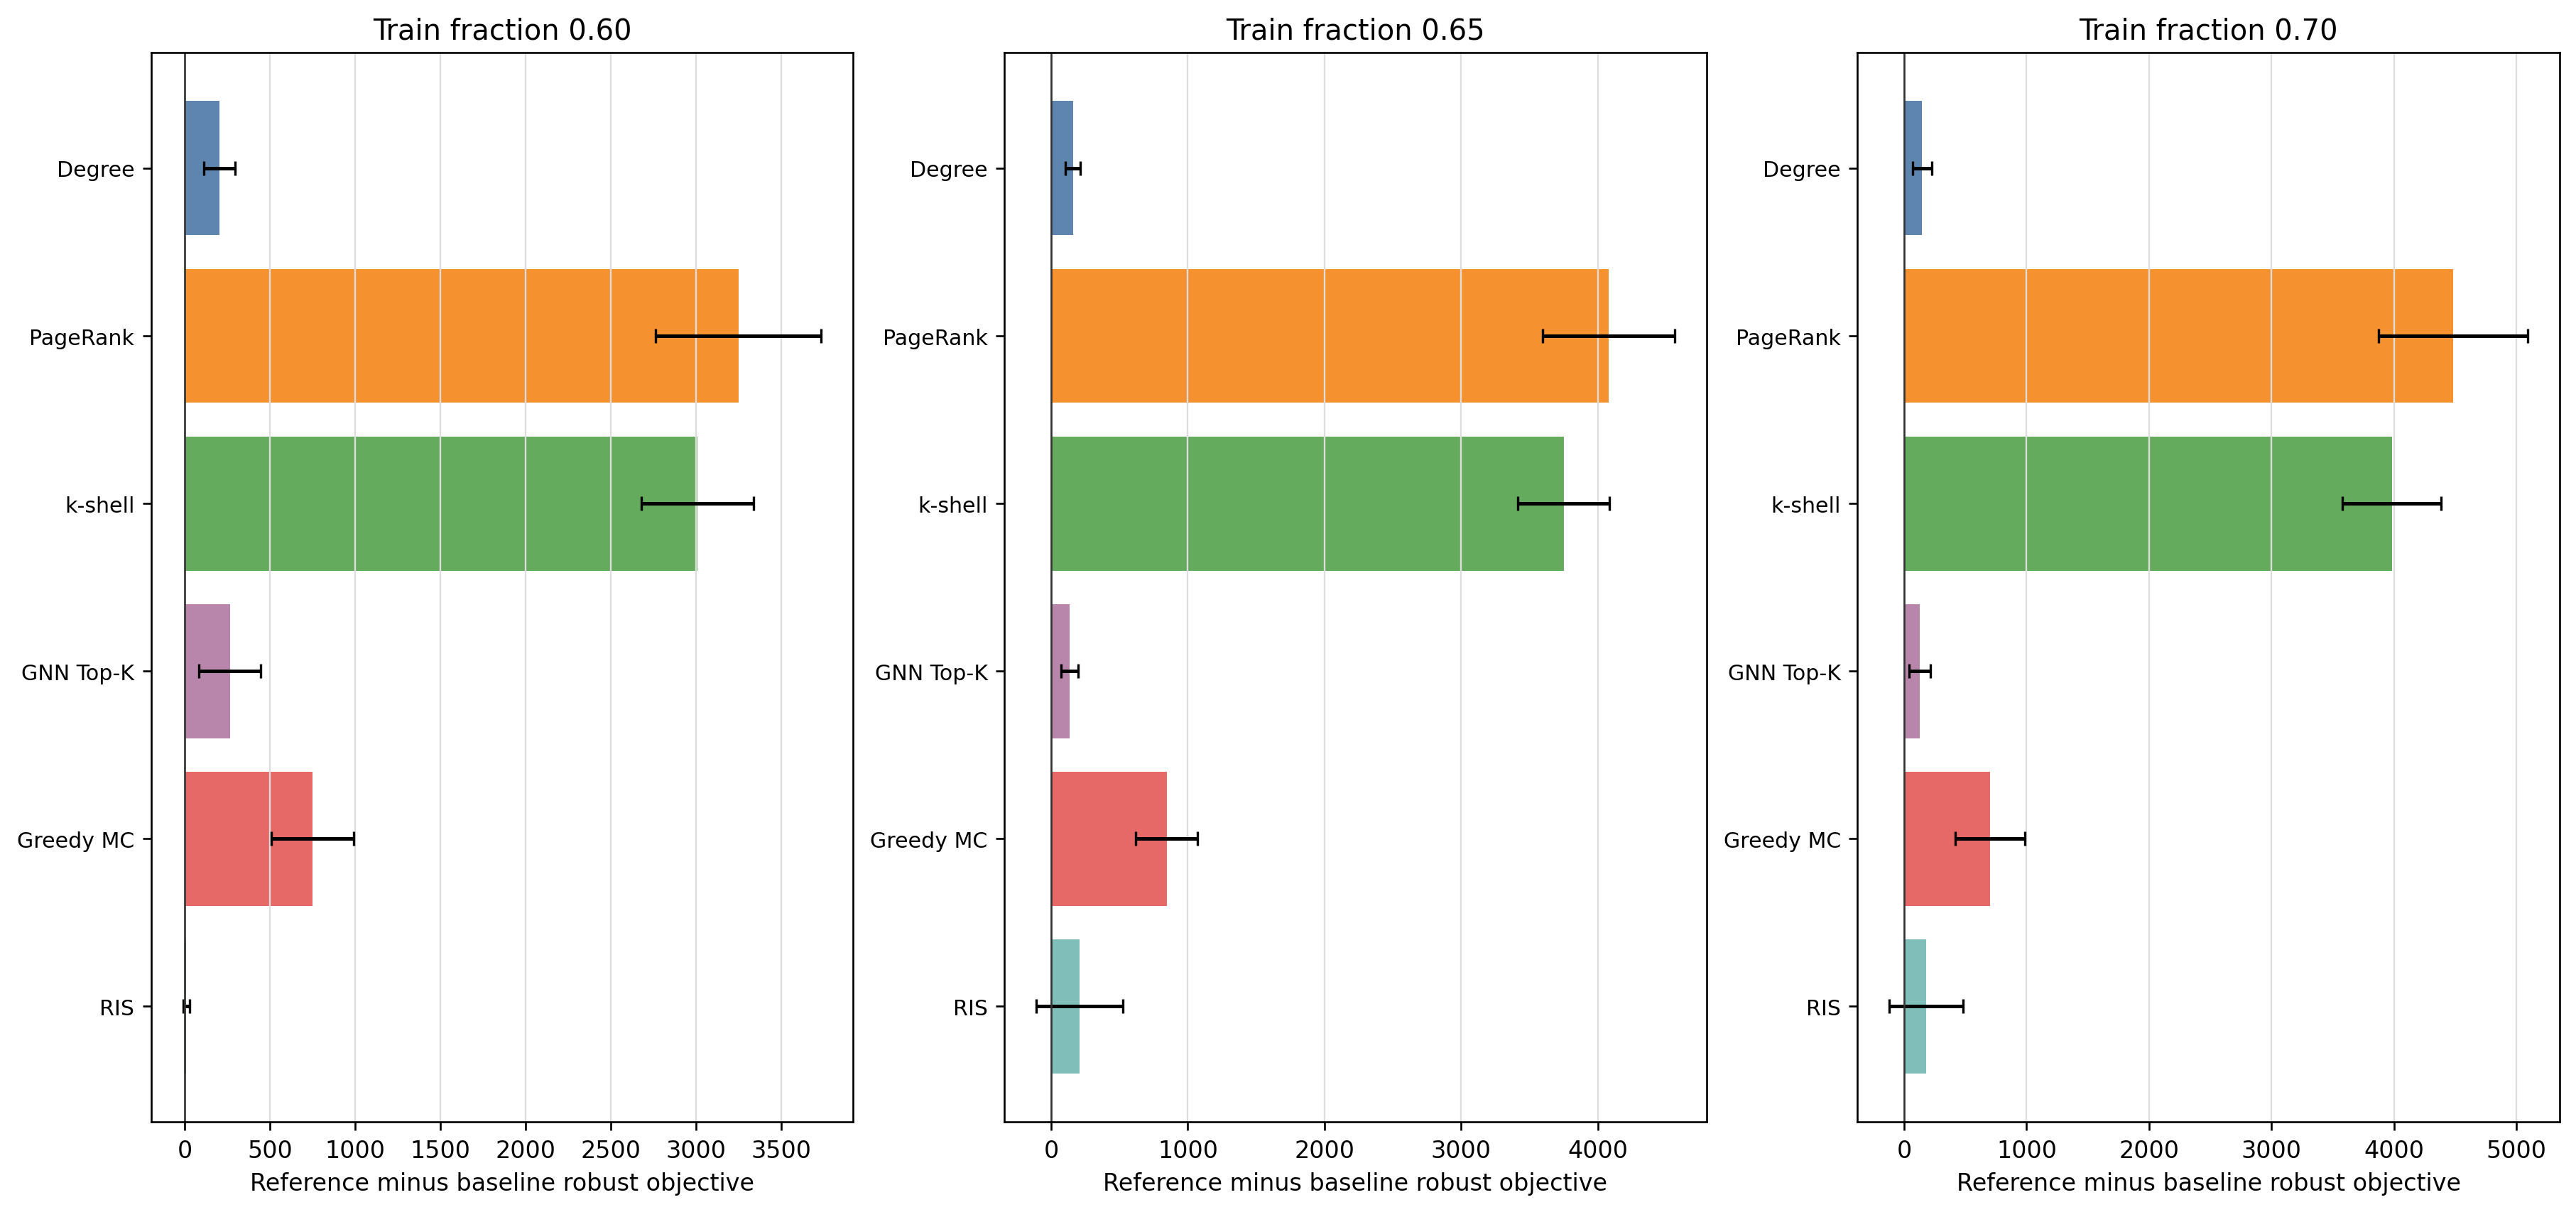 Train fraction 0.60
Degree
PageRank
k-shell
GNN Top-K
Greedy MC
RIS
0 500 1000 1500 2000 2500 3000 3500
Reference minus baseline robust objective
Train fraction 0.65
Degree
PageRank
k-shell
GNN Top-K
Greedy MC
RIS
0 1000 2000 3000 4000
Reference minus baseline robust objective
Train fraction 0.70
Degree
PageRank
k-shell
GNN Top-K
Greedy MC
RIS
0 1000 2000 3000 4000 5000
Reference minus baseline robust objective